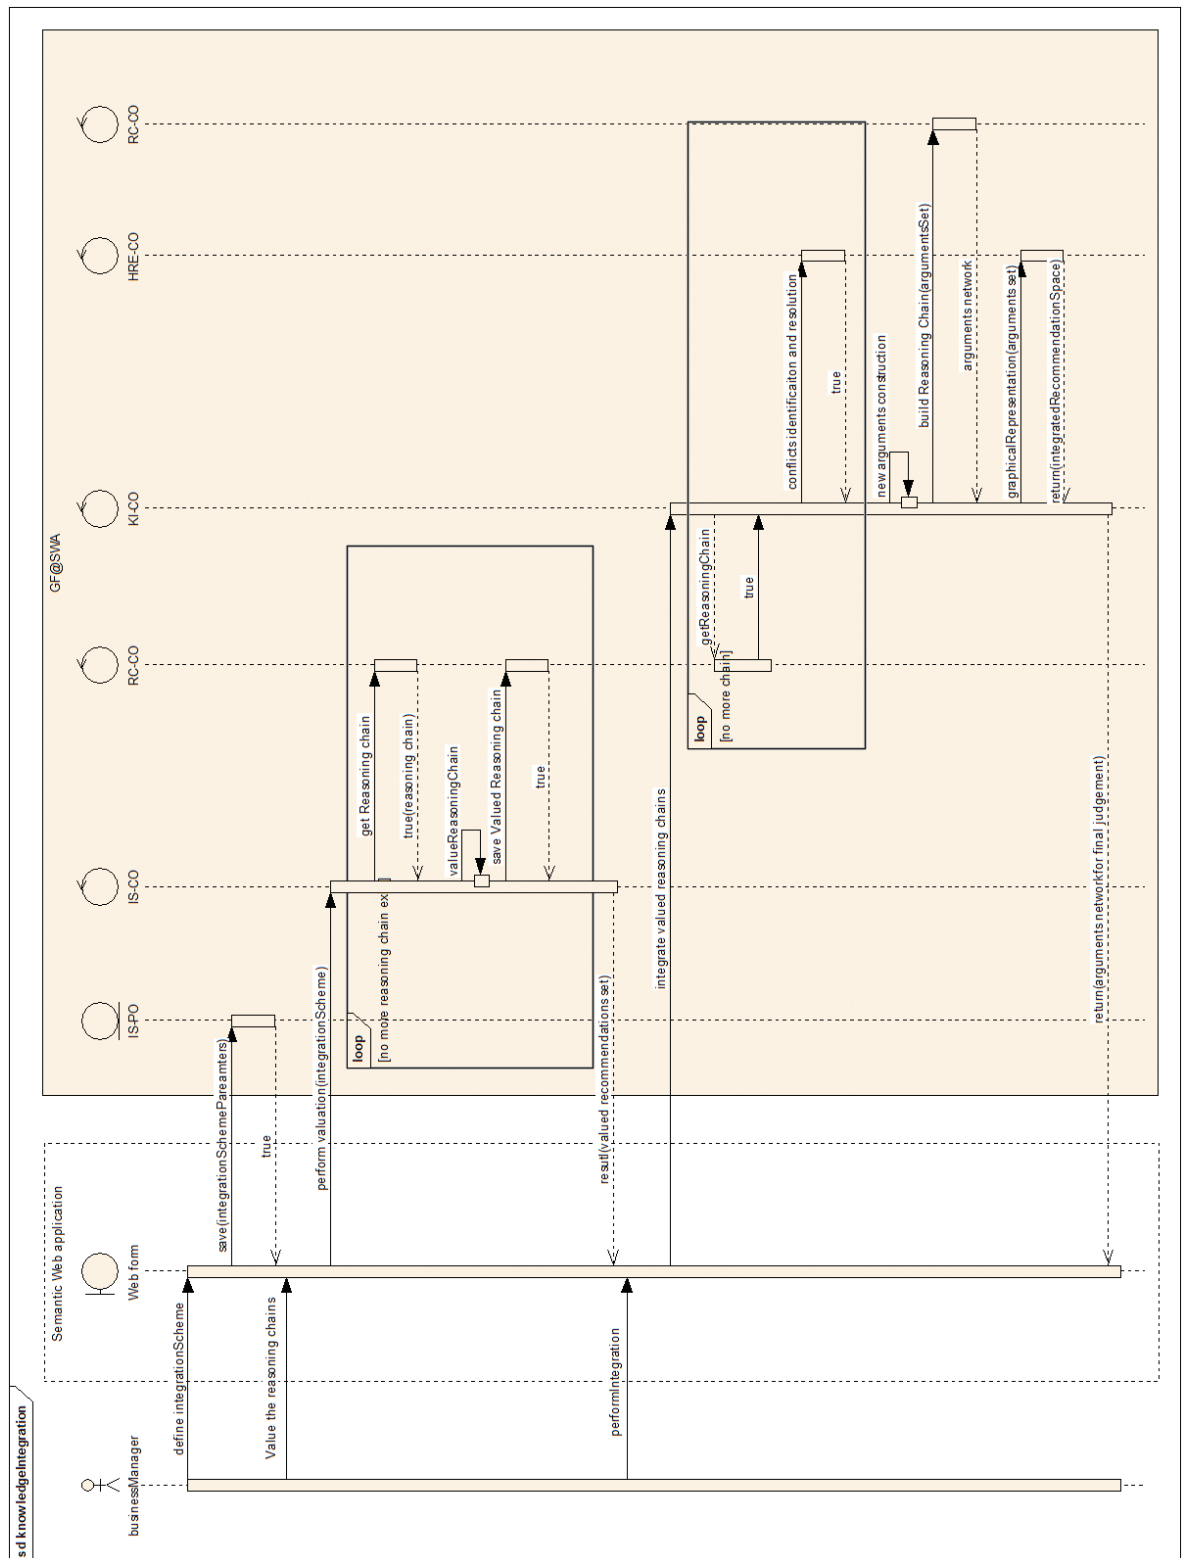 sd knowledgeIntegration
businessManager
Semantic Web application
Web form
GF@SWA
IS-PO
IS-CO
RC-CO
KI-CO
HRE-CO
RC-CO
define integrationScheme
save(integrationSchemePareamters)
true
Value the reasoning chains
perform valuation(integrationScheme)
loop
[no more reasoning chain ex ]
get Reasoning chain
true(reasoning chain)
valueReasoningChain
save Valued Reasoning chain
true
resutl(valued recommendations set)
performIntegration
integrate valued reasoning chains
loop
[no more chain]
getReasoningChain
true
conflicts identificaiton and resolution
true
new arguments construction
build Reasoning Chain(argumentsSet)
arguments network
graphicalRepresentation(arguments set)
return(integratedRecommendationSpace)
return(arguments networkfor final judgement)